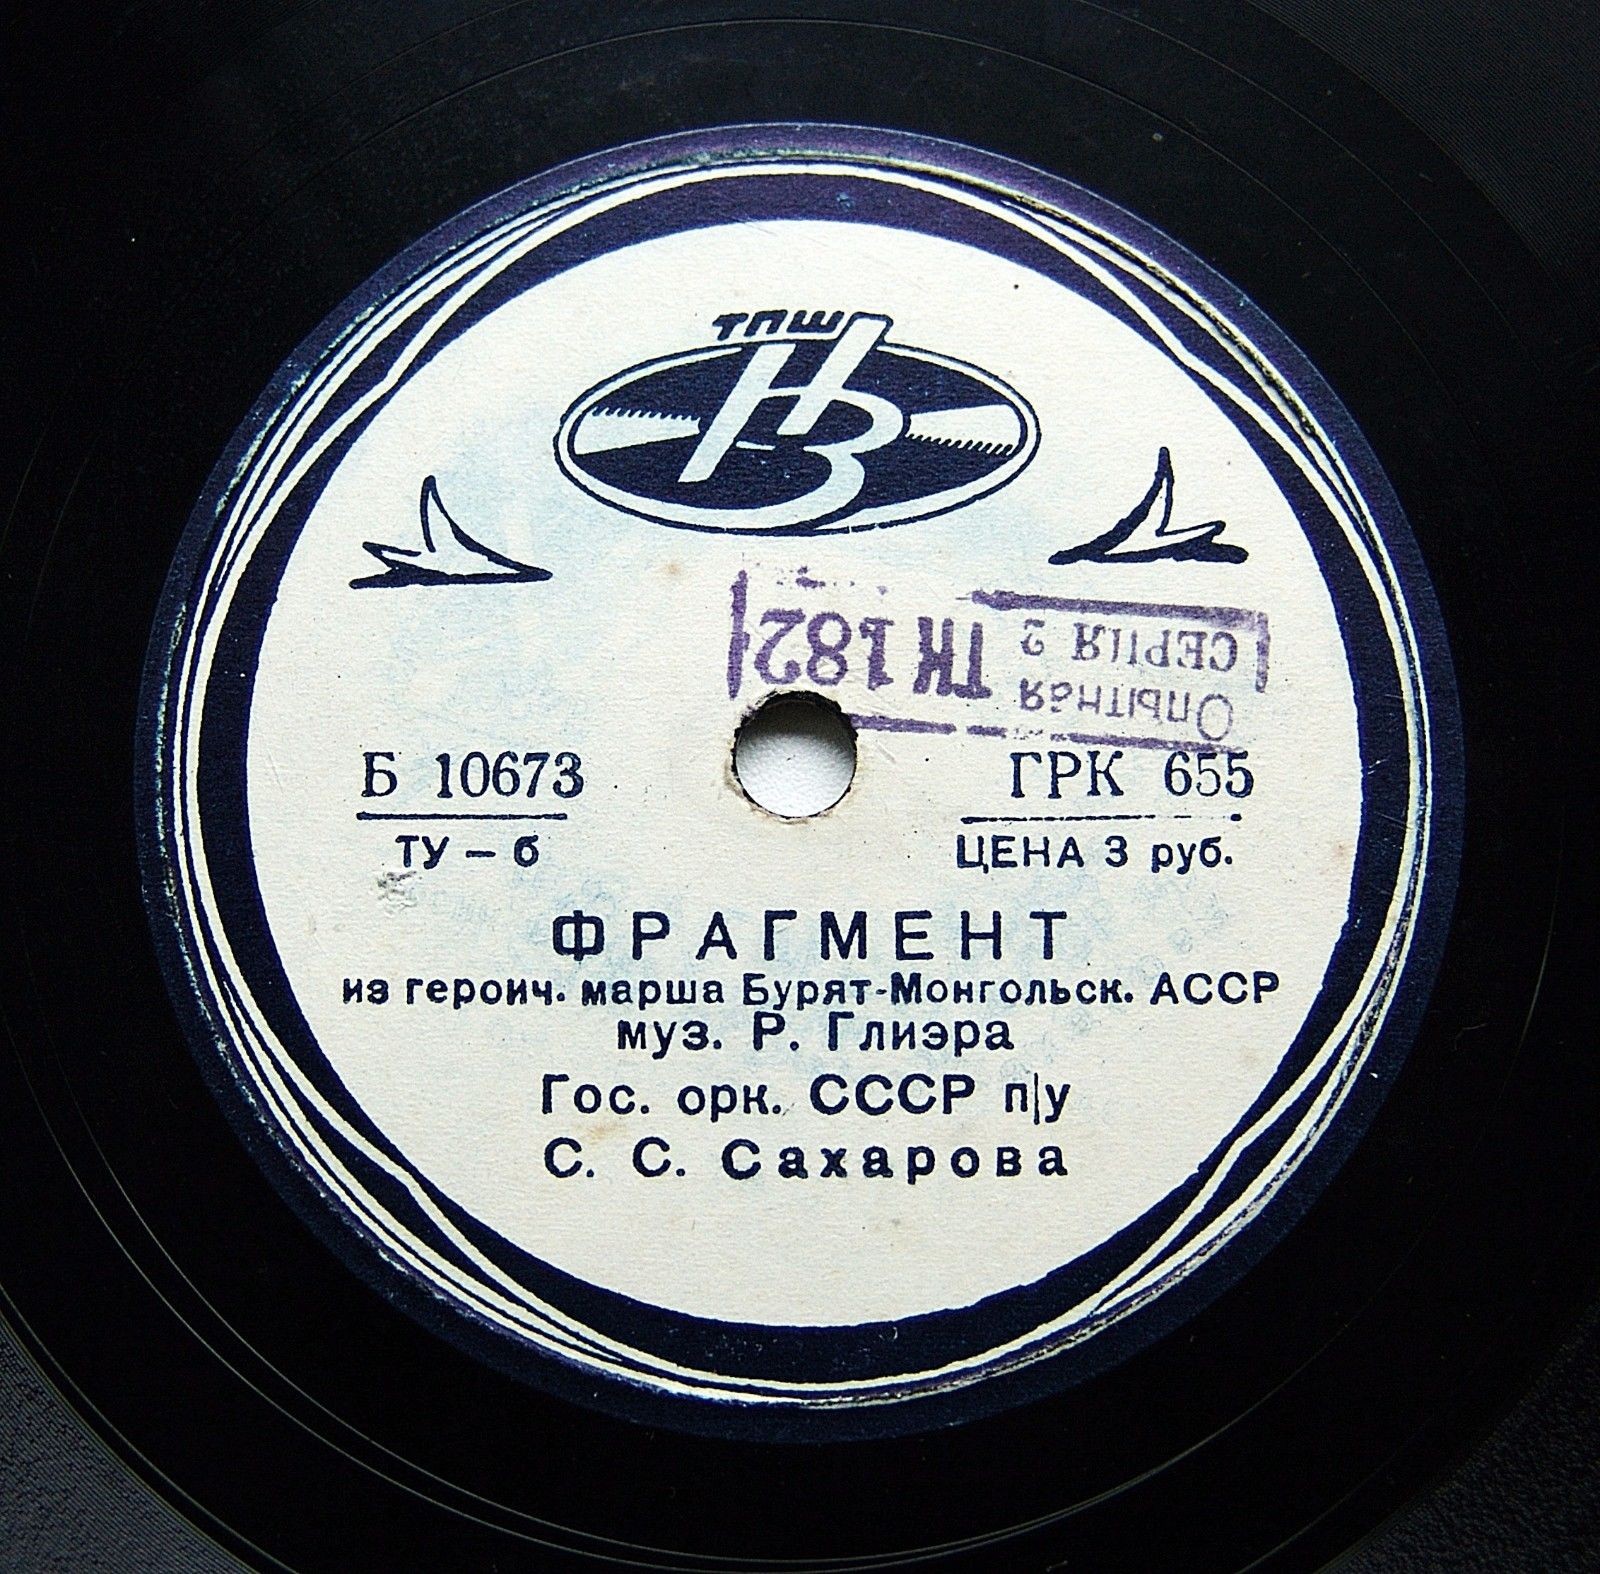 ТПШ
НЗ
Опытная
СЕРИЯ 2 ТК 182
Б 10673
ГРК 655
ТУ – б
ЦЕНА 3 руб.
ФРАГМЕНТ
из героич. марша Бурят-Монгольск. АССР
муз. Р. Глиэра
Гос. орк. СССР п/у
С. С. Сахарова